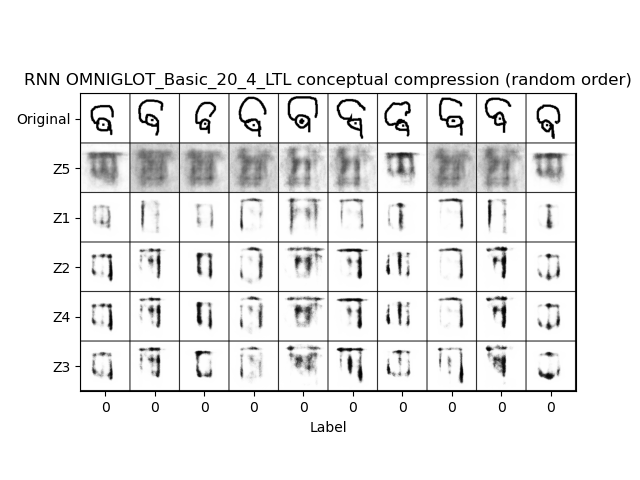 RNN OMNIGLOT_Basic_20_4_LTL conceptual compression (random order)
Original
Z5
Z1
Z2
Z4
Z3
0 0 0 0 0 0 0 0 0 0
Label